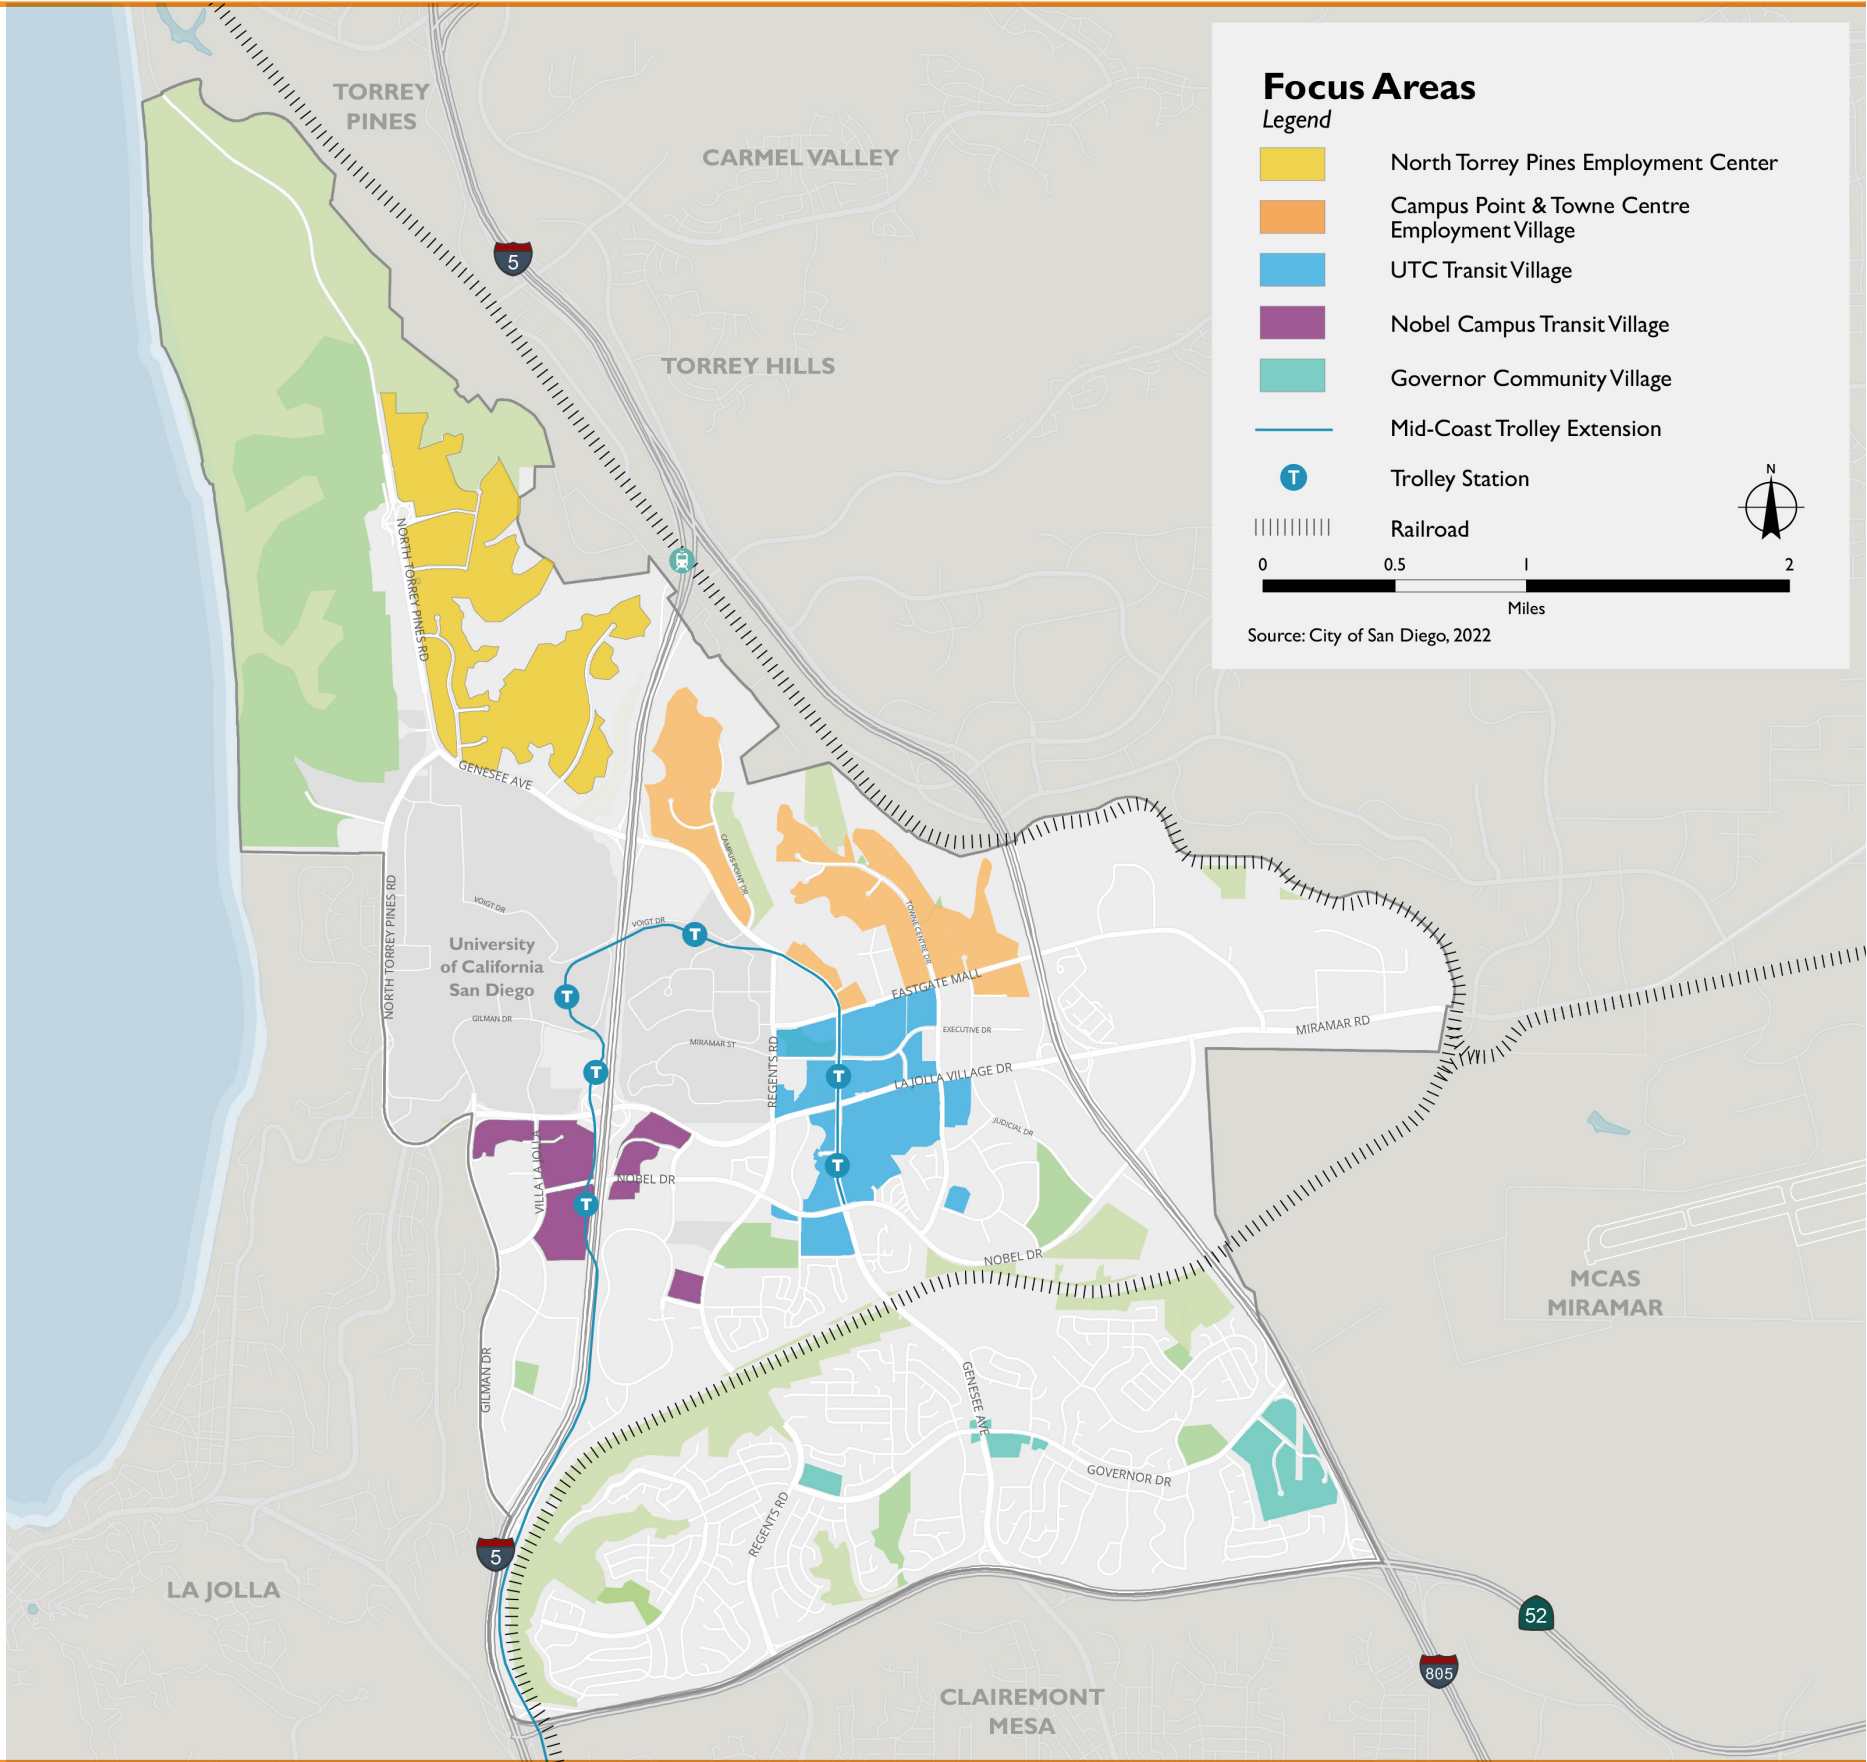 Focus Areas
Legend
North Torrey Pines Employment Center
Campus Point & Towne Centre
Employment Village
UTC Transit Village
Nobel Campus Transit Village
Governor Community Village
Mid-Coast Trolley Extension
T
Trolley Station
Railroad
N
0 0.5 1 2
Miles
Source: City of San Diego, 2022
TORREY
PINES
CARMEL VALLEY
5
TORREY HILLS
NORTH TORREY PINES RD
GENESEE AVE
CAMPUS POINT DR
NORTH TORREY PINES RD
VOIGT DR
VOIGT DR
T
TOWNE CENTRE DR
University
of California
San Diego
T
EASTGATE MALL
GILMAN DR
EXECUTIVE DR
MIRAMAR RD
MIRAMAR ST
REGENTS RD
T
T
LA JOLLA VILLAGE DR
JUDICIAL DR
VILLA LA JOLLA
T
NOBEL DR
T
NOBEL DR
MCAS
MIRAMAR
GILMAN DR
GENESEE AVE
GOVERNOR DR
REGENTS RD
5
LA JOLLA
52
805
CLAIREMONT
MESA